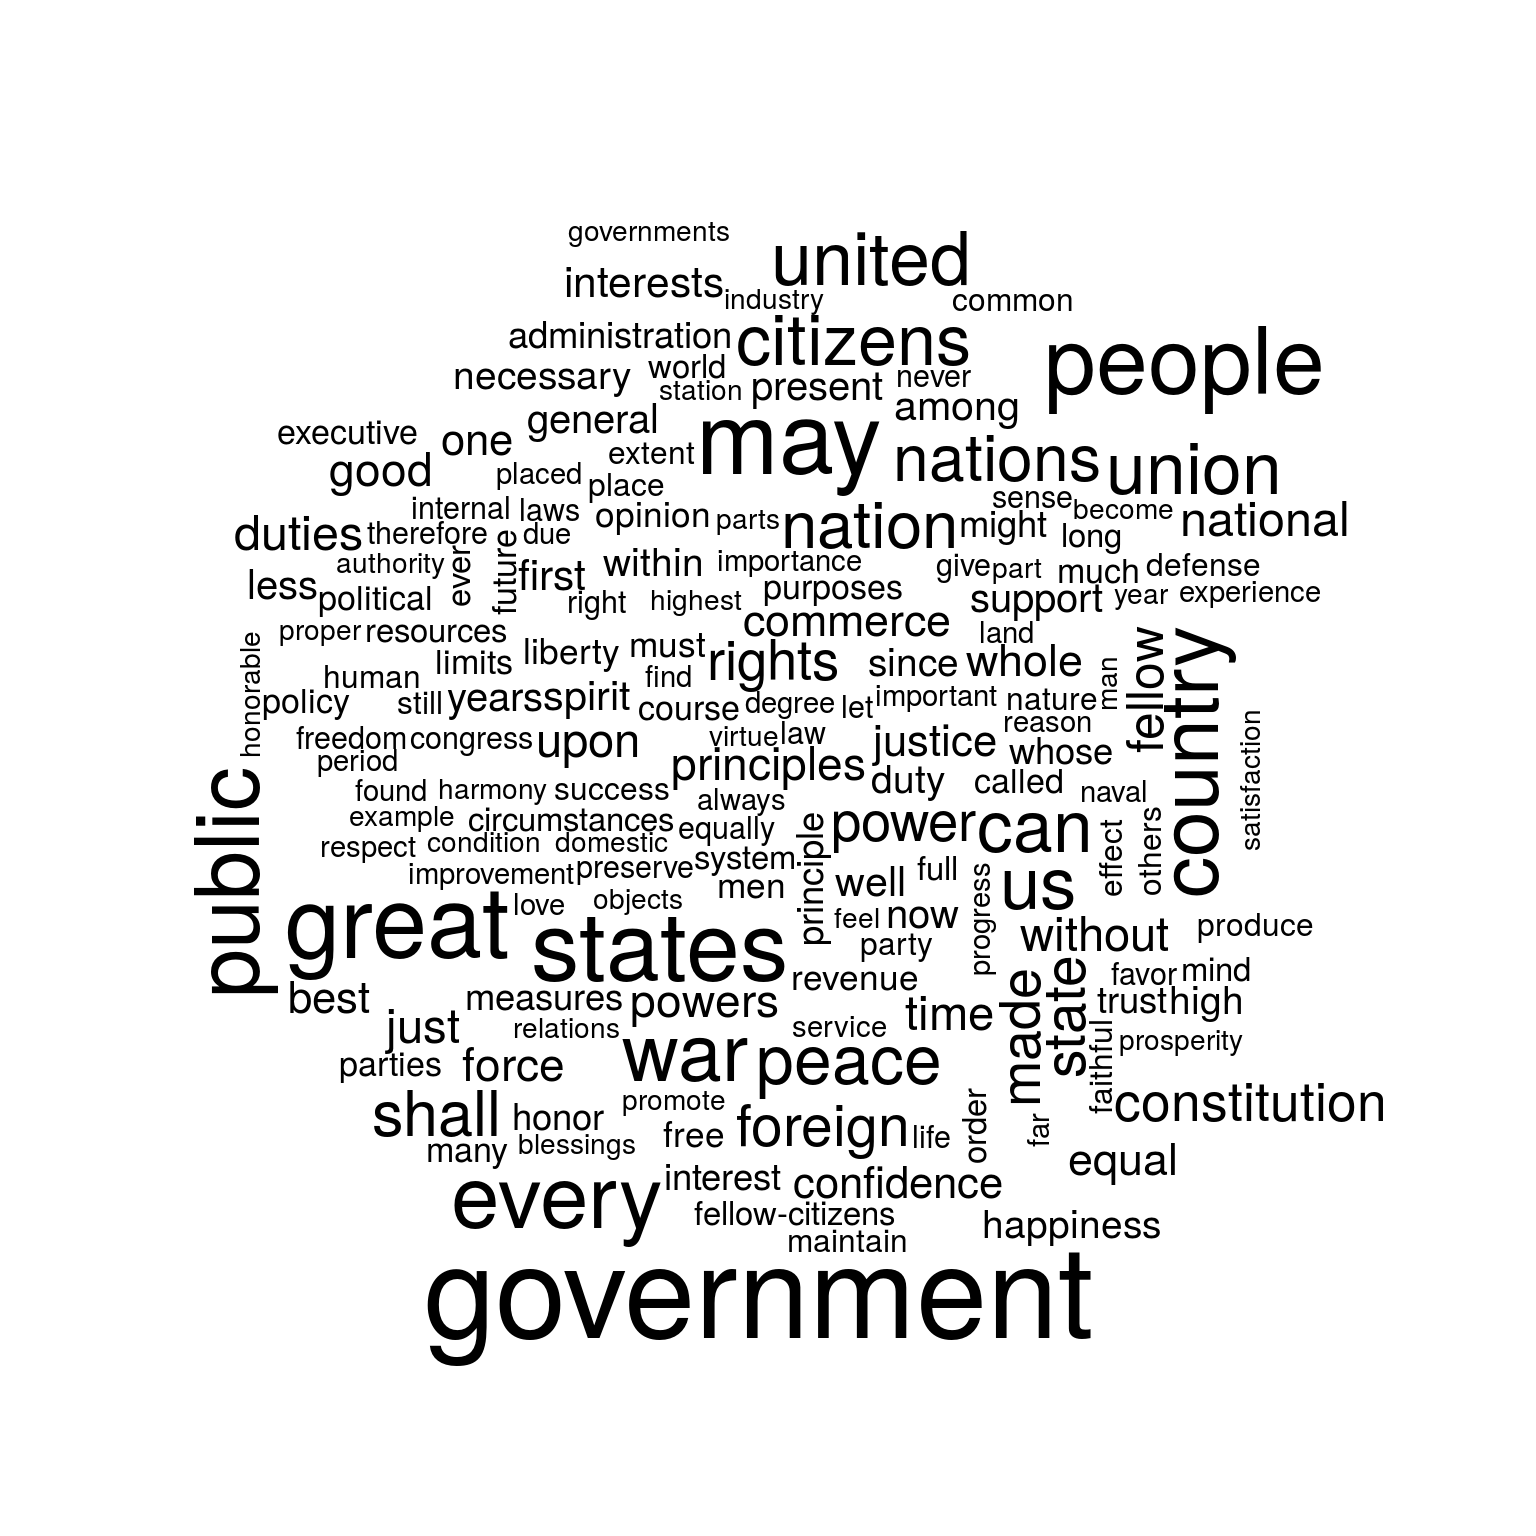 governments
united
interests
industry
common
administration
citizens
people
necessary
world
station
present
never
among
general
may
executive
one
extent
nations
union
good
placed
place
sense
become
national
internal
laws
opinion
parts
nation
might
long
duties
therefore
due
authority
ever
future
first
within
importance
give
part
much
defense
less
political
right
highest
purposes
support
year
experience
commerce
land
honorable
proper
resources
limits
liberty
must
rights
since
whole
fellow
country
human
find
policy
still
years
spirit
course
degree
let
important
nature
man
reason
freedom
congress
upon
virtue
law
justice
whose
satisfaction
period
principles
duty
called
naval
public
found
harmony
success
always
example
circumstances
equally
power
can
effect
others
respect
condition
domestic
improvement
preserve
system
men
principle
well
full
us
great
love
objects
states
feel
now
progress
party
without
produce
revenue
favor
mind
best
measures
powers
time
made
state
trust
high
just
relations
service
war
peace
faithful
prosperity
parties
force
shall
honor
promote
foreign
life
order
far
constitution
many
blessings
free
equal
every
interest
confidence
fellow-citizens
maintain
happiness
government